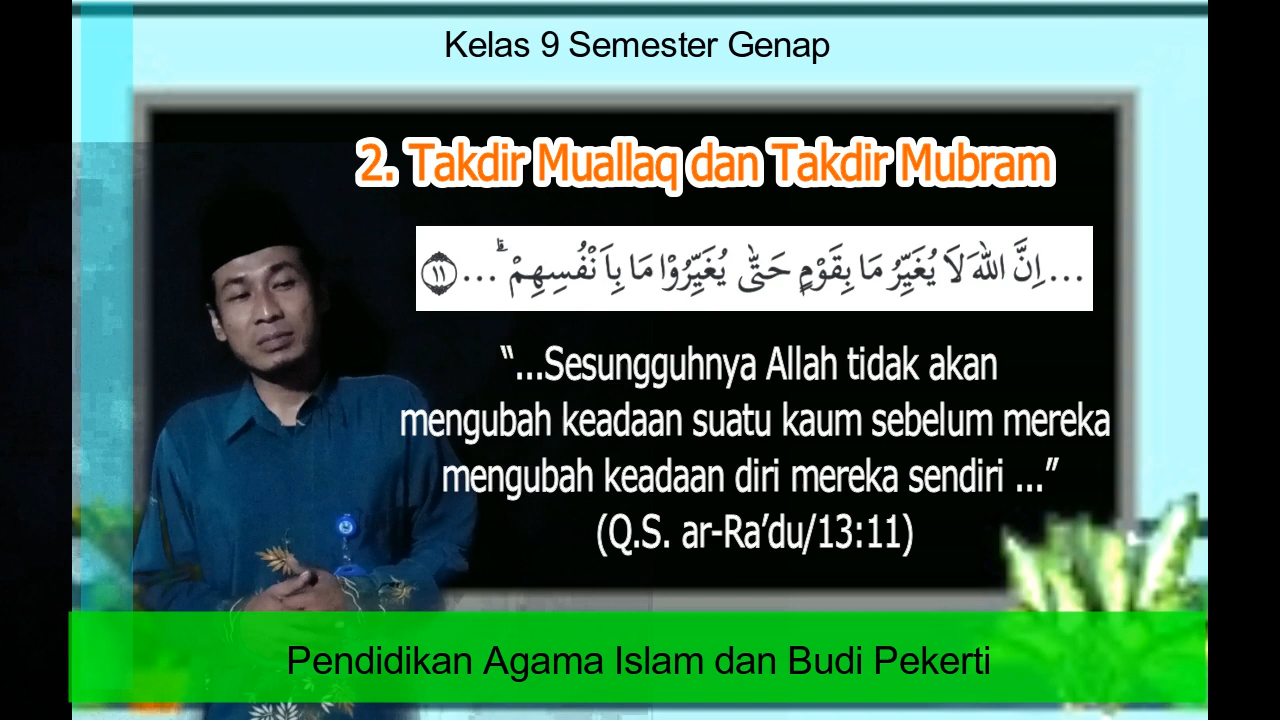 Kelas 9 Semester Genap
2. Takdir Muallaq dan Takdir Mubram
...اِنَّ اللّٰهَ لَا يُغَيِّرُ مَا بِقَوْمٍ حَتّٰى يُغَيِّرُوْا مَا بِاَنْفُسِهِمْۗ ... ۝١١
“...Sesungguhnya Allah tidak akan
mengubah keadaan suatu kaum sebelum mereka
mengubah keadaan diri mereka sendiri ...”
(Q.S. ar-Ra’du/13:11)
Pendidikan Agama Islam dan Budi Pekerti